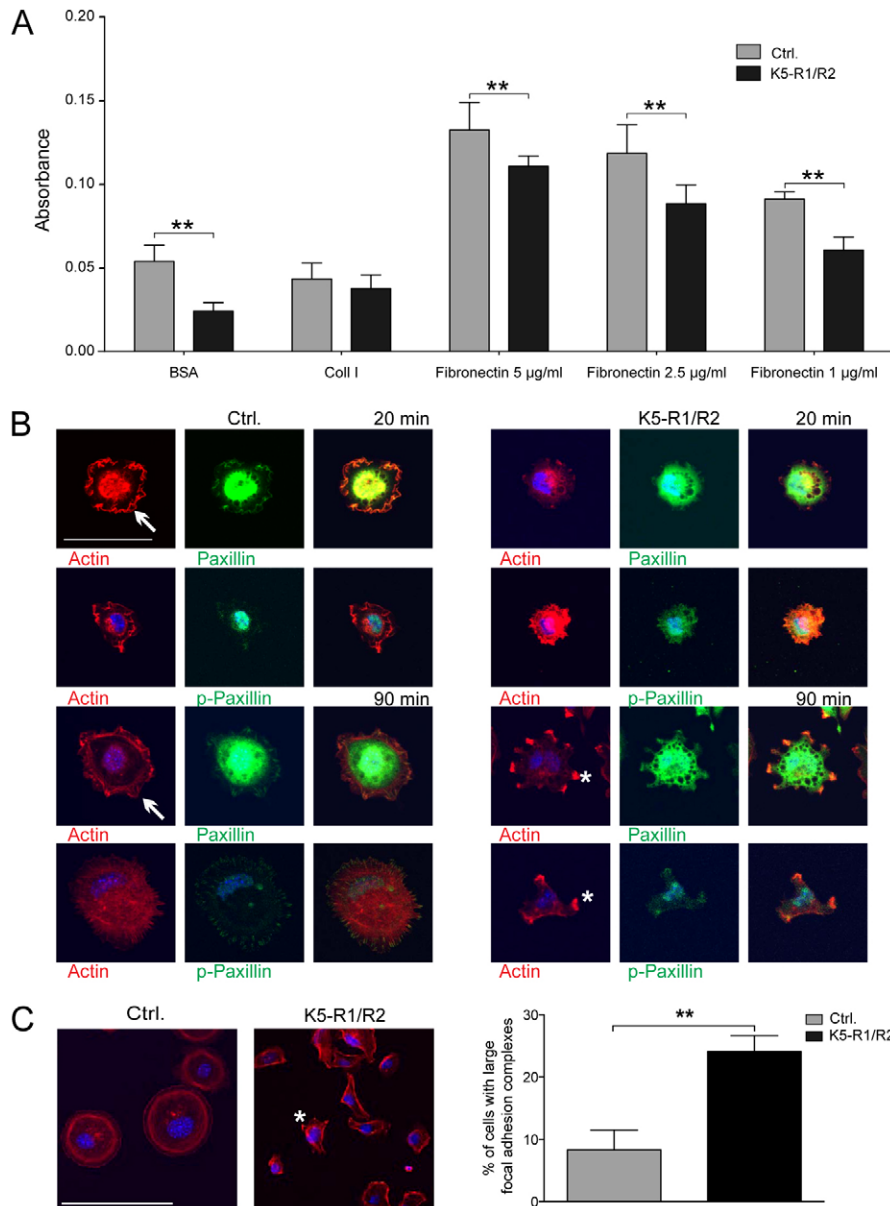 A
0.20
0.15
0.10
0.05
0.00
Absorbance
Ctrl.
K5-R1/R2
**
**
**
**
BSA
Coll I
Fibronectin 5 µg/ml
Fibronectin 2.5 µg/ml
Fibronectin 1 µg/ml
B
Ctrl.
20 min
Actin
Paxillin
Actin
p-Paxillin
90 min
Actin
Paxillin
Actin
p-Paxillin
K5-R1/R2
20 min
Actin
Paxillin
Actin
p-Paxillin
90 min
*
Actin
Paxillin
*
Actin
p-Paxillin
C
Ctrl.
K5-R1/R2
*
% of cells with large
focal adhesion complexes
30
20
10
0
**
Ctrl.
K5-R1/R2